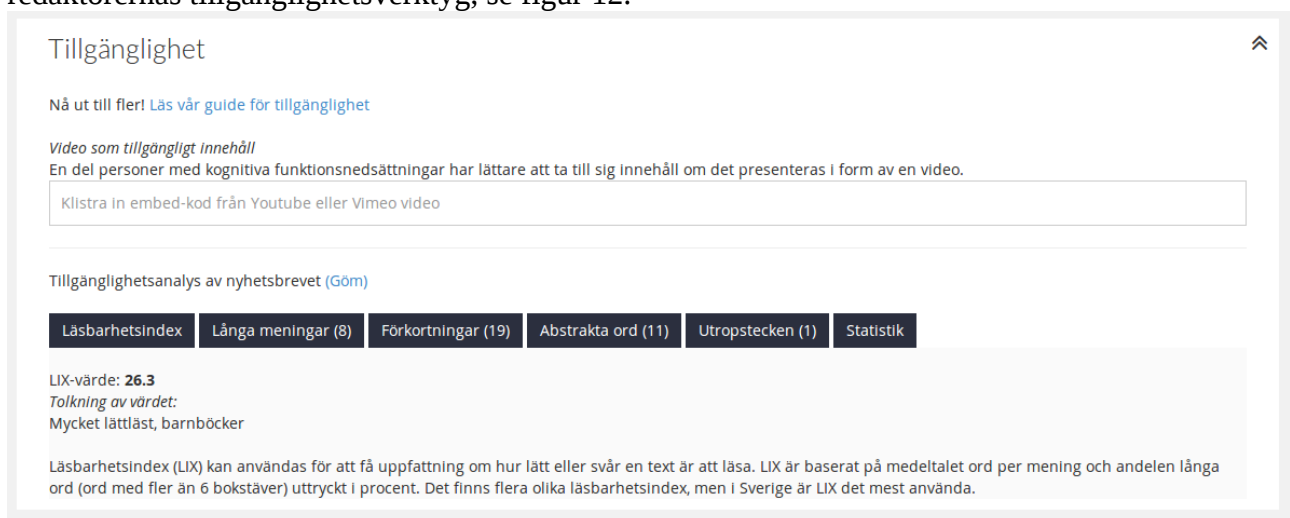 redaktörernas tillgänglighetsverktyg, se figur 12.
Tillgänglighet
Nå ut till fler! Läs vår guide för tillgänglighet
Video som tillgängligt innehåll
En del personer med kognitiva funktionsnedsättningar har lättare att ta till sig innehåll om det presenteras i form av en video.
Klistra in embed-kod från Youtube eller Vimeo video
Tillgänglighetsanalys av nyhetsbrevet (Göm)
Läsbarhetsindex Långa meningar (8) Förkortningar (19) Abstrakta ord (11) Utropstecken (1) Statistik
LIX-värde: 26.3
Tolkning av värdet:
Mycket lättläst, barnböcker
Läsbarhetsindex (LIX) kan användas för att få uppfattning om hur lätt eller svår en text är att läsa. LIX är baserat på medeltalet ord per mening och andelen långa
ord (ord med fler än 6 bokstäver) uttryckt i procent. Det finns flera olika läsbarhetsindex, men i Sverige är LIX det mest använda.